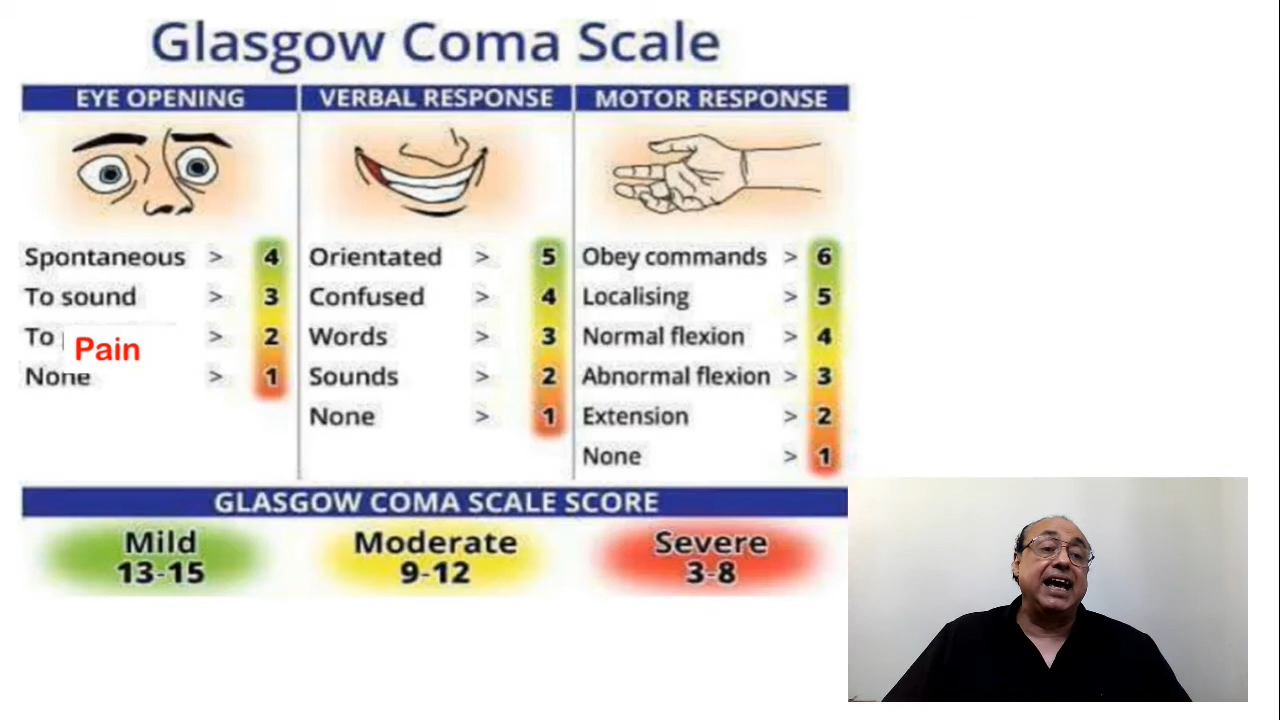 Glasgow Coma Scale
EYE OPENING
Spontaneous > 4
To sound > 3
To Pain > 2
None > 1
VERBAL RESPONSE
Orientated > 5
Confused > 4
Words > 3
Sounds > 2
None > 1
MOTOR RESPONSE
Obey commands > 6
Localising > 5
Normal flexion > 4
Abnormal flexion > 3
Extension > 2
None > 1
GLASGOW COMA SCALE SCORE
Mild
13-15
Moderate
9-12
Severe
3-8